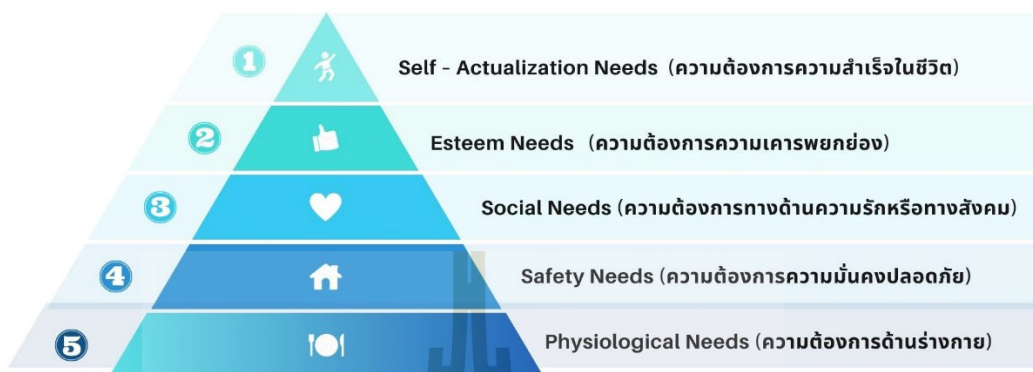 1 Self - Actualization Needs (ความต้องการความสำเร็จในชีวิต)
2 Esteem Needs (ความต้องการความเคารพยกย่อง)
3 Social Needs (ความต้องการทางด้านความรักหรือทางสังคม)
4 Safety Needs (ความต้องการความมั่นคงปลอดภัย)
5 Physiological Needs (ความต้องการด้านร่างกาย)